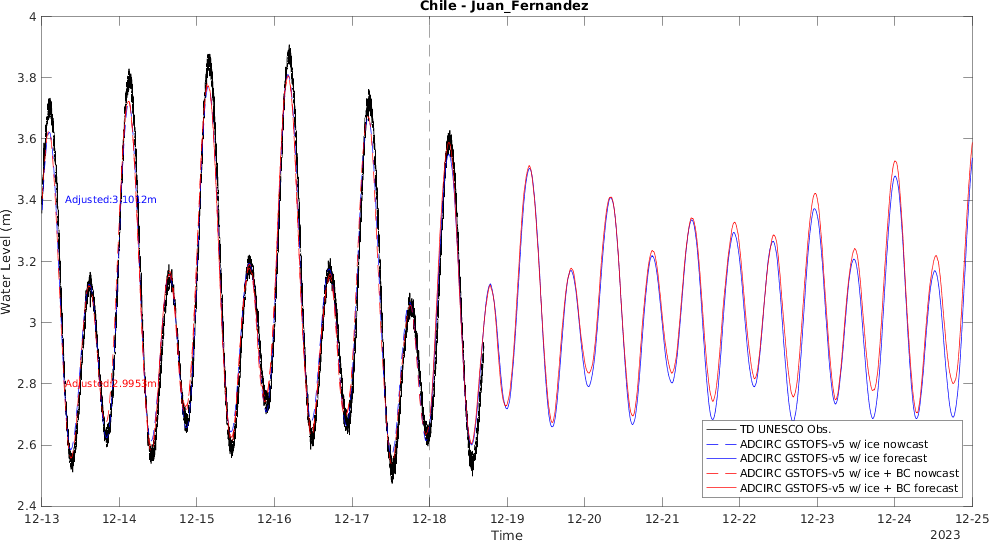 Chile - Juan_Fernandez
Water Level (m)
4
3.8
3.6
3.4
3.2
3
2.8
2.6
2.4
Adjusted:3.1012m
Adjusted:2.9953m
TD UNESCO Obs.
ADCIRC GSTOFS-v5 w/ ice nowcast
ADCIRC GSTOFS-v5 w/ ice forecast
ADCIRC GSTOFS-v5 w/ ice + BC nowcast
ADCIRC GSTOFS-v5 w/ ice + BC forecast
12-13 12-14 12-15 12-16 12-17 12-18 12-19 12-20 12-21 12-22 12-23 12-24 12-25
Time
2023